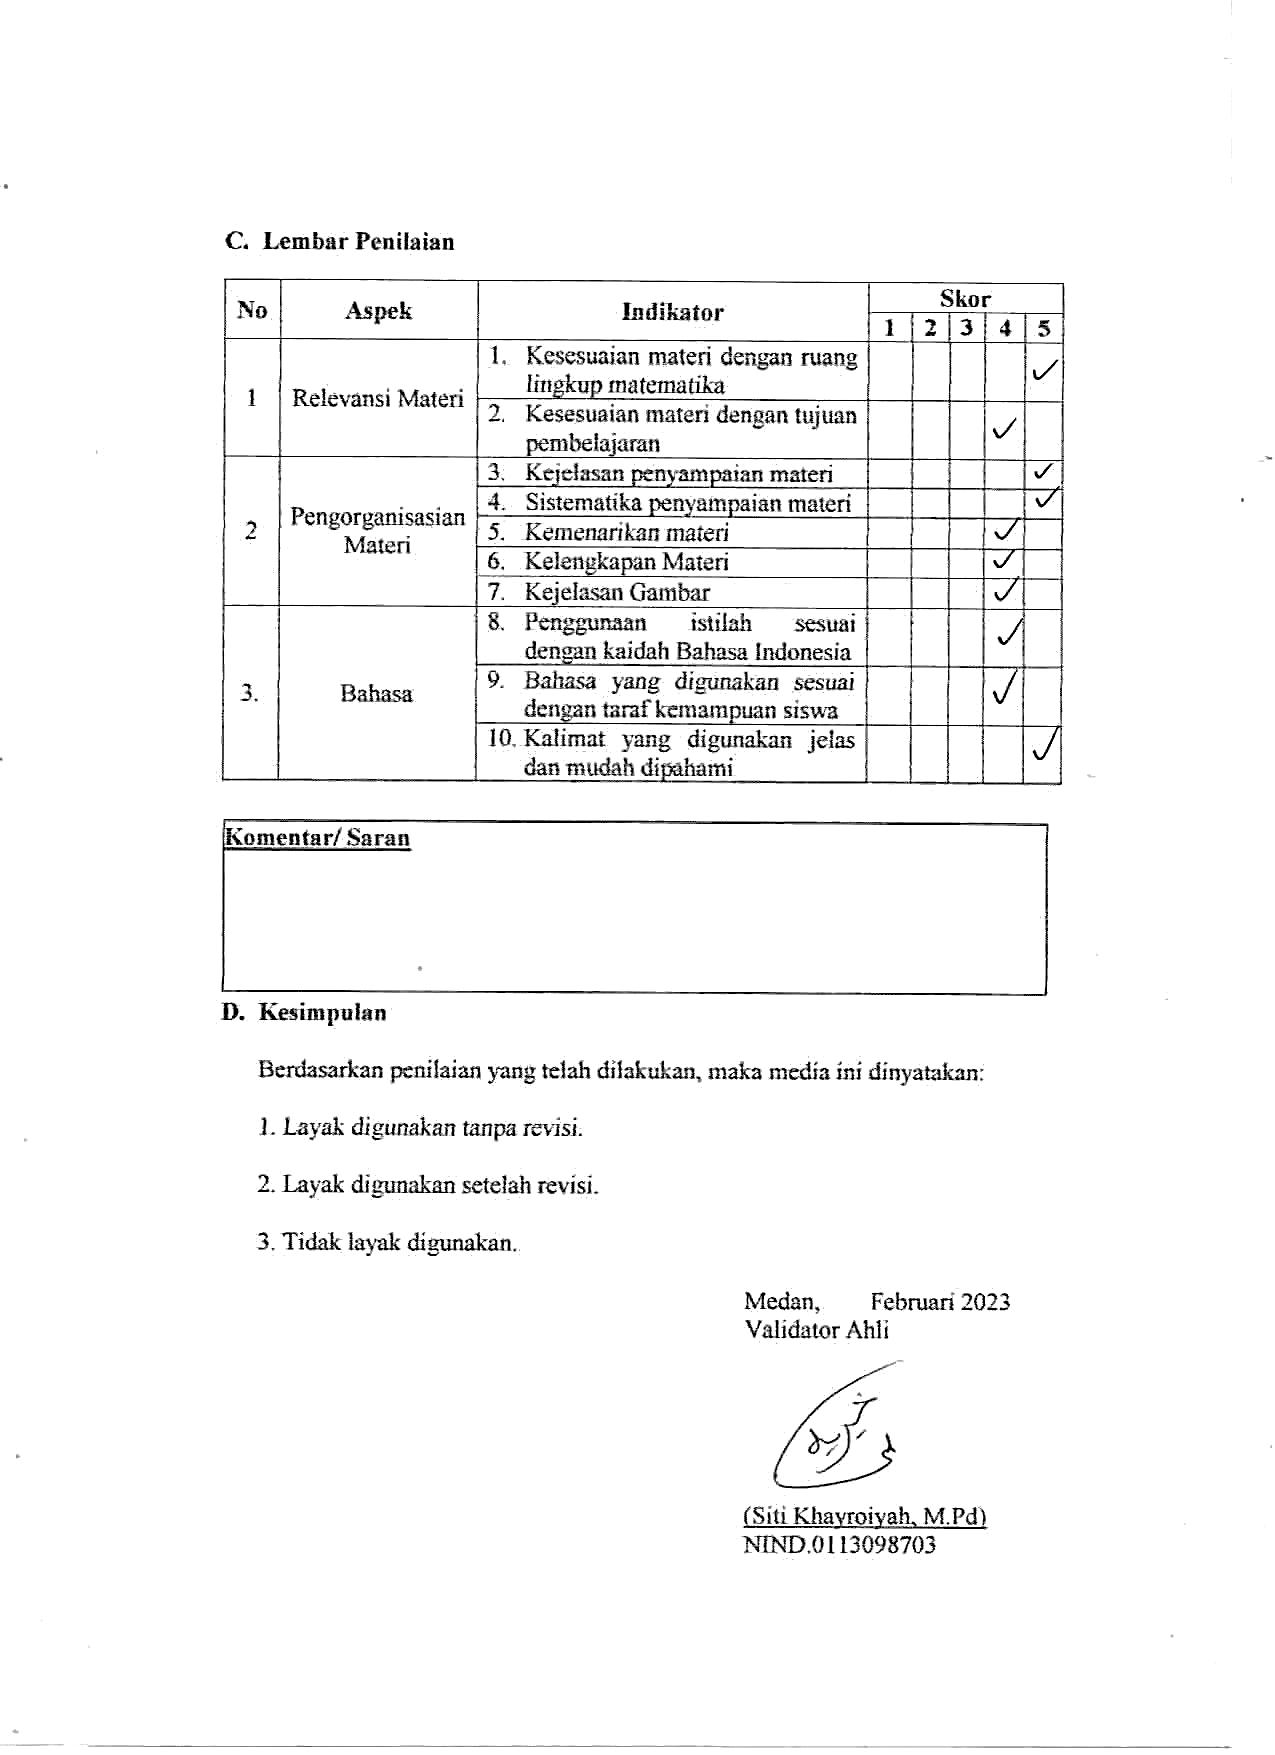 C. Lembar Penilaian
No Aspek Indikator Skor
1 2 3 4 5
1 Relevansi Materi
1. Kesesuaian materi dengan ruang
lingkup matematika ✓
2. Kesesuaian materi dengan tujuan
pembelajaran ✓
2 Pengorganisasian
Materi
3. Kejelasan penyampaian materi ✓
4. Sistematika penyampaian materi ✓
5. Kemenarikan materi ✓
6. Kelengkapan Materi ✓
7. Kejelasan Gambar ✓
3. Bahasa
8. Penggunaan istilah sesuai
dengan kaidah Bahasa Indonesia ✓
9. Bahasa yang digunakan sesuai
dengan taraf kemampuan siswa ✓
10. Kalimat yang digunakan jelas
dan mudah dipahami ✓
Komentar/ Saran
D. Kesimpulan
Berdasarkan penilaian yang telah dilakukan, maka media ini dinyatakan:
1. Layak digunakan tanpa revisi.
2. Layak digunakan setelah revisi.
3. Tidak layak digunakan.
Medan, Februari 2023
Validator Ahli
(Siti Khayroiyah, M.Pd)
NIND.0113098703